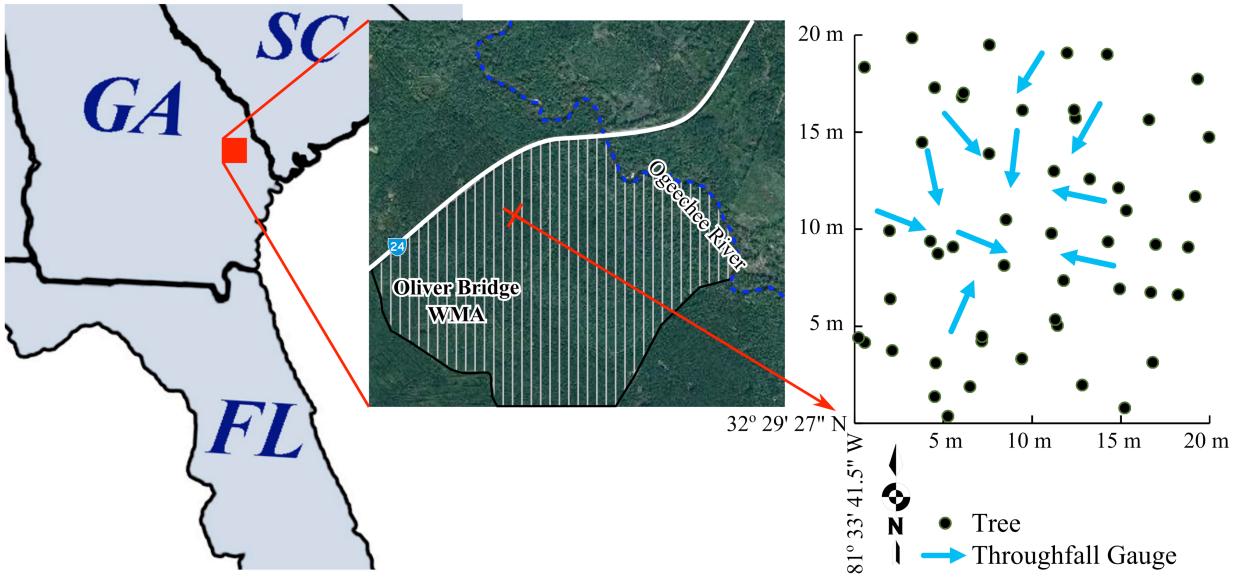 GA
SC
FL
24
Oliver Bridge
WMA
Ogeechee River
20 m
15 m
10 m
5 m
32º 29' 27" N
5 m
10 m
15 m
20 m
81º 33' 41.5" W
N
Tree
Throughfall Gauge